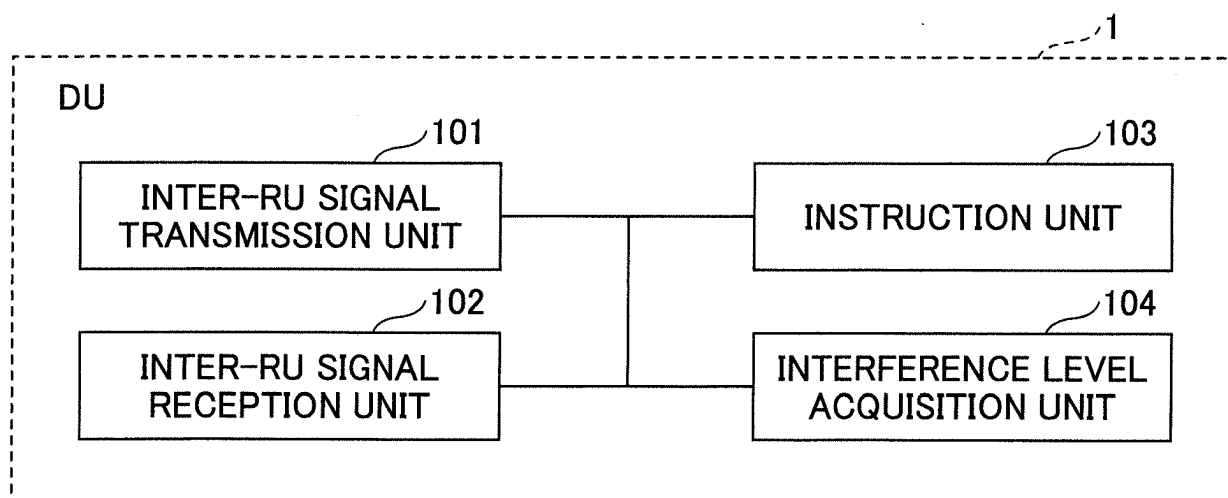 1
DU
101
INTER-RU SIGNAL
TRANSMISSION UNIT
103
INSTRUCTION UNIT
102
INTER-RU SIGNAL
RECEPTION UNIT
104
INTERFERENCE LEVEL
ACQUISITION UNIT